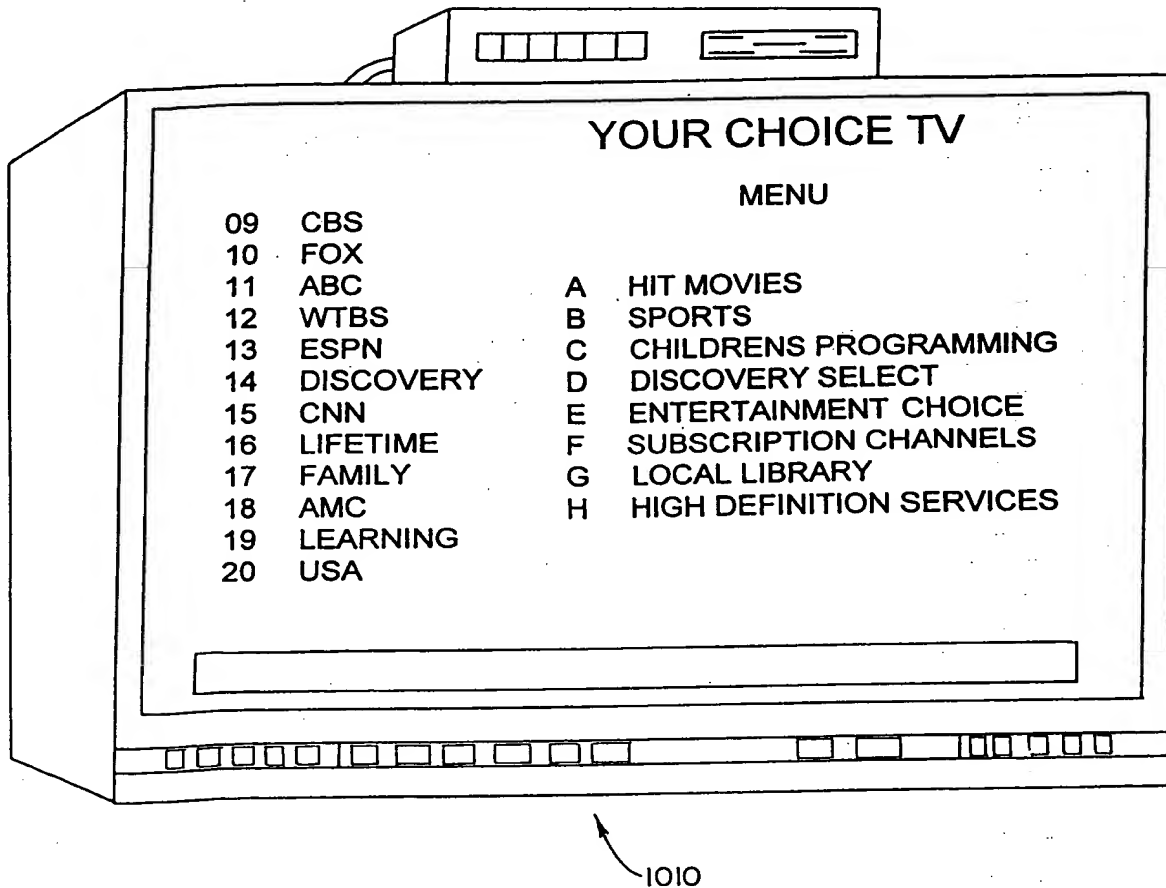 YOUR CHOICE TV
MENU
09 CBS
10 FOX
11 ABC
12 WTBS
13 ESPN
14 DISCOVERY
15 CNN
16 LIFETIME
17 FAMILY
18 AMC
19 LEARNING
20 USA
A HIT MOVIES
B SPORTS
C CHILDRENS PROGRAMMING
D DISCOVERY SELECT
E ENTERTAINMENT CHOICE
F SUBSCRIPTION CHANNELS
G LOCAL LIBRARY
H HIGH DEFINITION SERVICES
1010